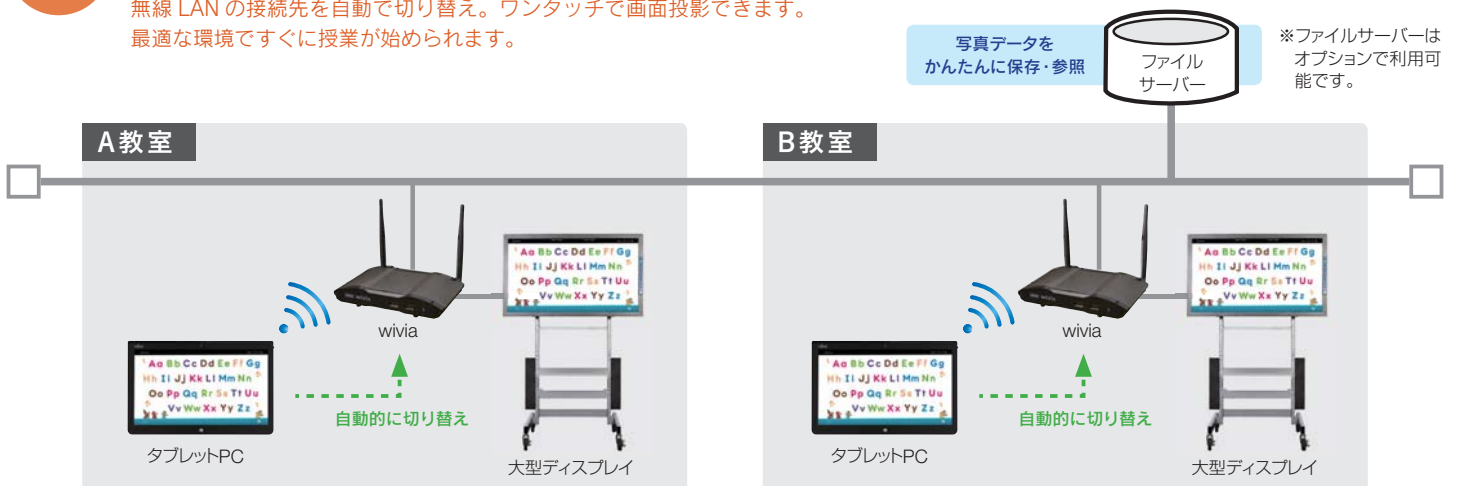 無線 LAN の接続先を自動で切り替え。ワンタッチで画面投影できます。
最適な環境ですぐに授業が始められます。
写真データを
かんたんに保存・参照
ファイル
サーバー
※ファイルサーバーは
オプションで利用可
能です。
A教室
Aa Bb Cc Dd Ee Ff Gg
Hh Ii Jj Kk Ll Mm Nn
Oo Pp Qq Rr Ss Tt Uu
Vv Ww Xx Yy Zz
wivia
wivia
Aa Bb Cc Dd Ee Ff Gg
Hh Ii Jj Kk Ll Mm Nn
Oo Pp Qq Rr Ss Tt Uu
Vv Ww Xx Yy Zz
自動的に切り替え
タブレットPC
大型ディスプレイ
B教室
Aa Bb Cc Dd Ee Ff Gg
Hh Ii Jj Kk Ll Mm Nn
Oo Pp Qq Rr Ss Tt Uu
Vv Ww Xx Yy Zz
wivia
wivia
Aa Bb Cc Dd Ee Ff Gg
Hh Ii Jj Kk Ll Mm Nn
Oo Pp Qq Rr Ss Tt Uu
Vv Ww Xx Yy Zz
自動的に切り替え
タブレットPC
大型ディスプレイ